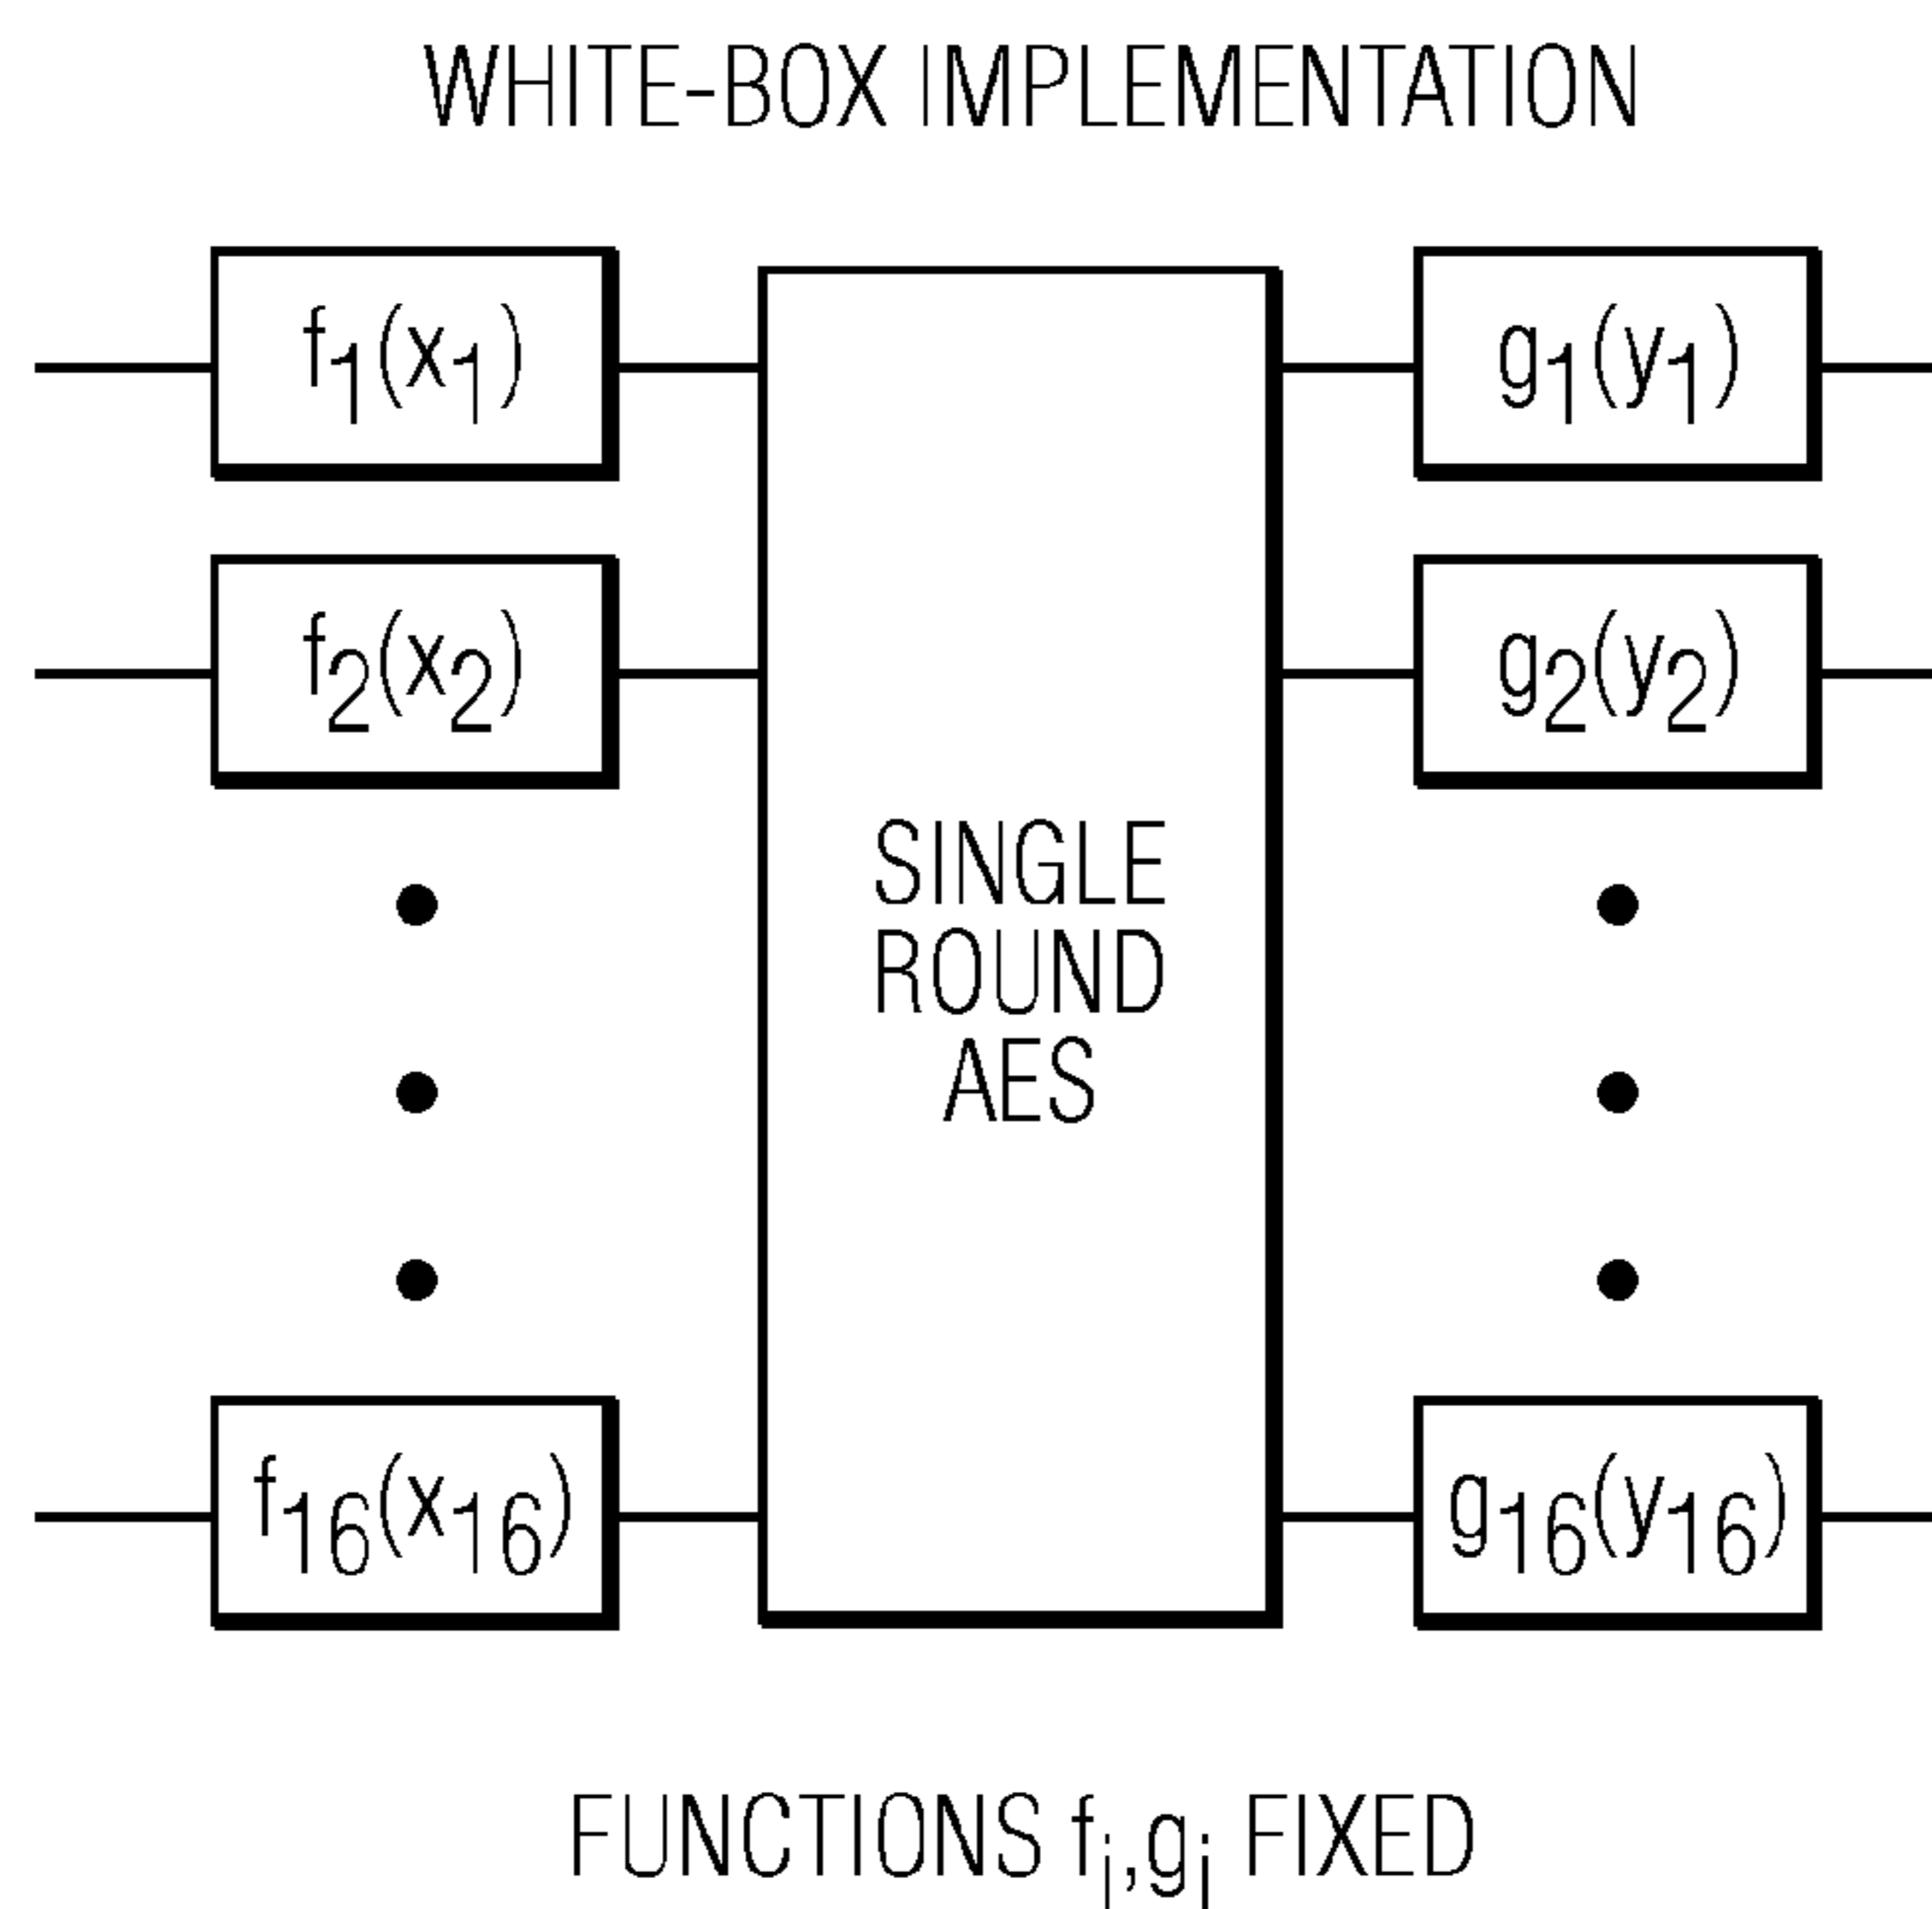 WHITE-BOX IMPLEMENTATION
f1(x1)
g1(y1)
f2(x2)
g2(y2)
SINGLE
ROUND
AES
f16(x16)
g16(y16)
FUNCTIONS fi,gi FIXED